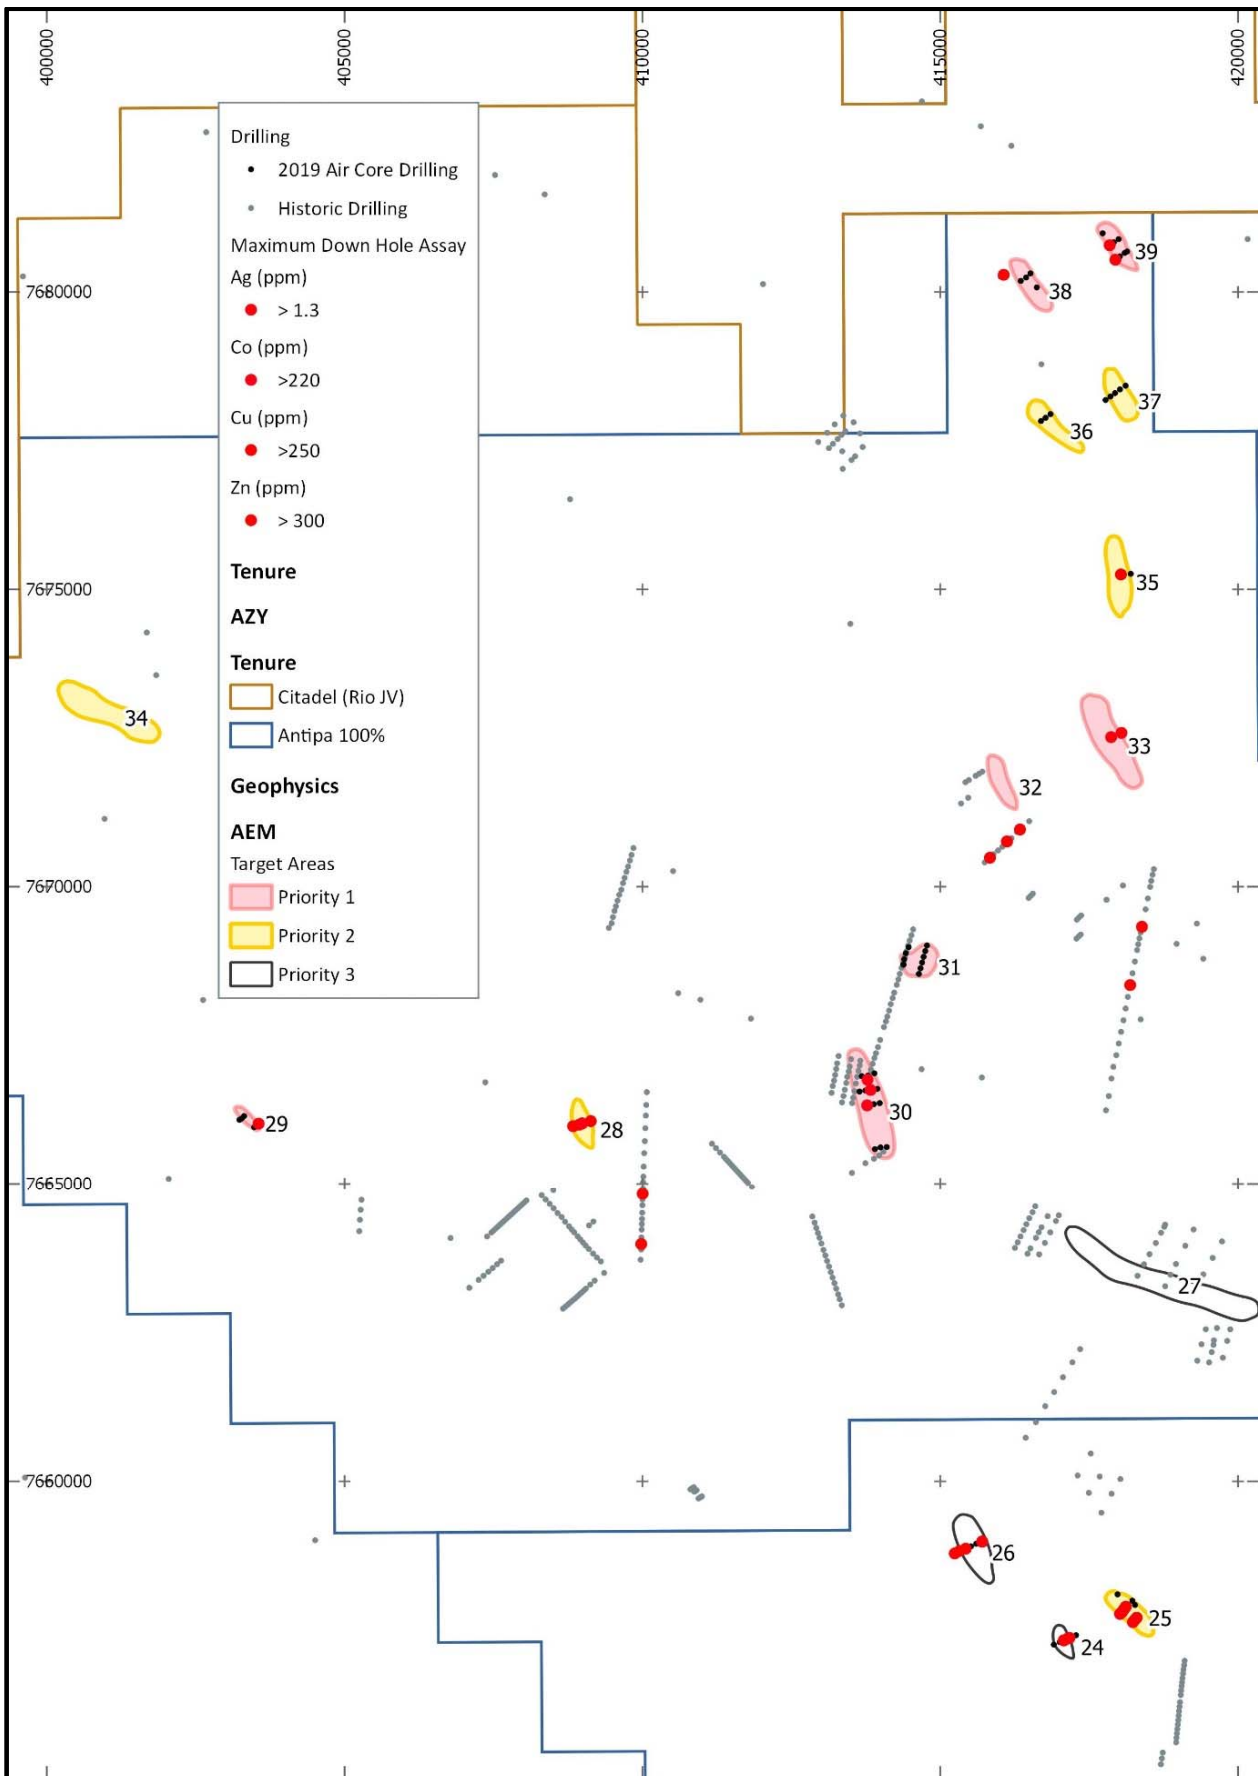 400000
405000
410000
415000
420000
Drilling
2019 Air Core Drilling
Historic Drilling
Maximum Down Hole Assay
Ag (ppm)
> 1.3
Co (ppm)
>220
Cu (ppm)
>250
Zn (ppm)
> 300
Tenure
AZY
Tenure
Citadel (Rio JV)
Antipa 100%
Geophysics
AEM
Target Areas
Priority 1
Priority 2
Priority 3
39
7680000
38
37
36
7675000
35
34
33
32
7670000
31
30
29
28
7665000
27
7660000
26
25
24